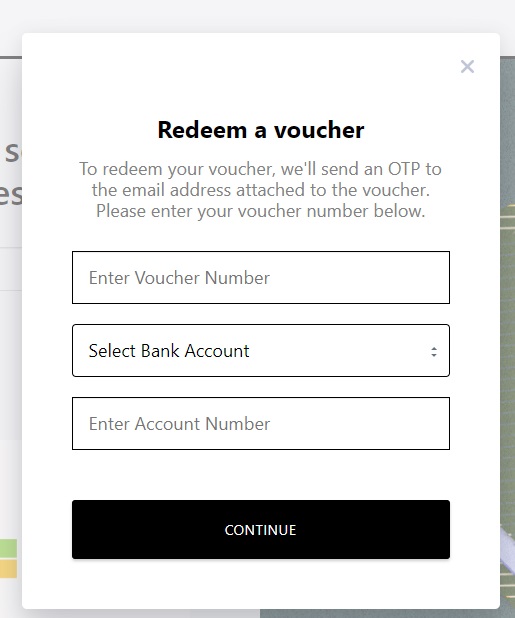 Redeem a voucher
To redeem your voucher, we'll send an OTP to
the email address attached to the voucher.
Please enter your voucher number below.
Enter Voucher Number
Select Bank Account
Enter Account Number
CONTINUE